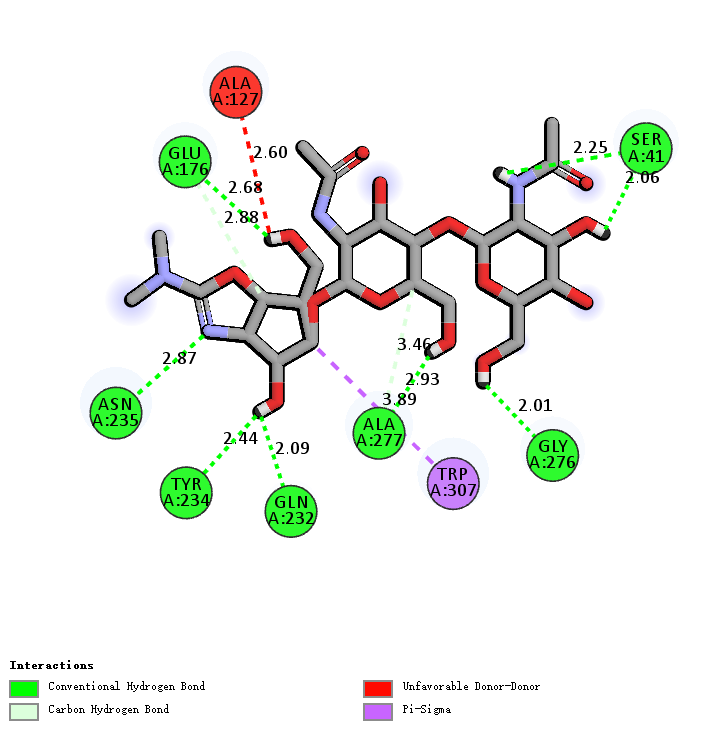 ALA
A:127
2.60
SER
A:41
2.25
2.06
GLU
A:176
2.68
2.88
3.46
2.93
3.89
2.87
ASN
A:235
ALA
A:277
2.01
GLY
A:276
2.44
2.09
TRP
A:307
TYR
A:234
GLN
A:232
Interactions
Conventional Hydrogen Bond
Unfavorable Donor-Donor
Carbon Hydrogen Bond
Pi-Sigma